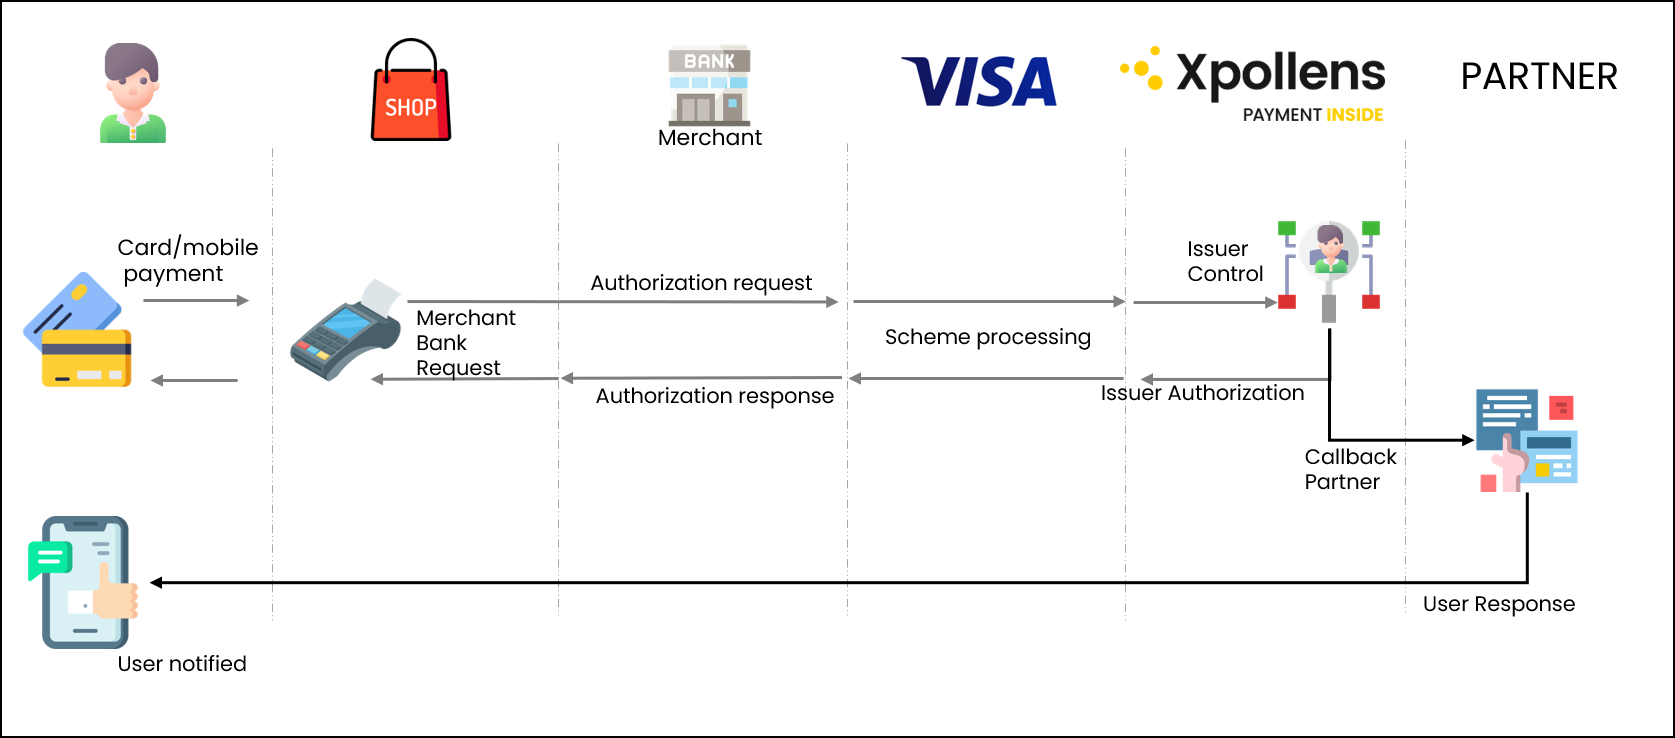 SHOP
BANK
Merchant
VISA
Xpollens
PAYMENT INSIDE
PARTNER
Card/mobile
payment
Authorization request
Merchant
Bank
Request
Scheme processing
Issuer
Control
Authorization response
Issuer Authorization
Callback
Partner
User Response
User notified